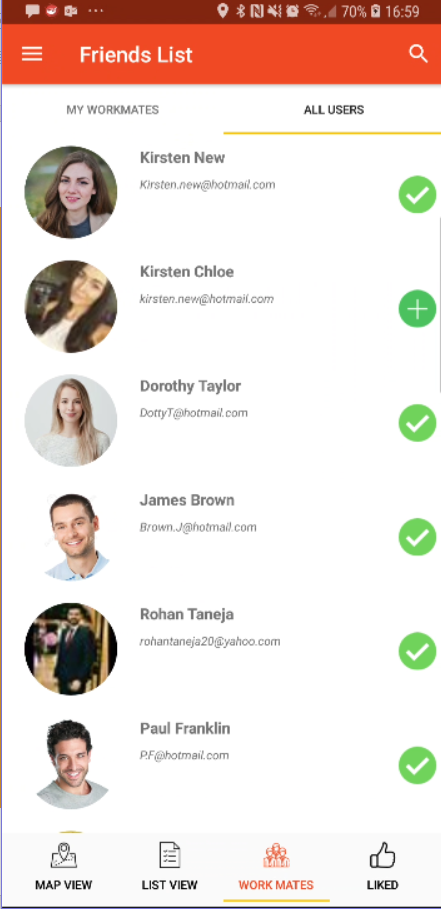 70% 16:59
Friends List
MY WORKMATES ALL USERS
Kirsten New
Kirsten.new@hotmail.com
Kirsten Chloe
kirsten.new@hotmail.com
Dorothy Taylor
DottyT@hotmail.com
James Brown
Brown.J@hotmail.com
Rohan Taneja
rohantaneja20@yahoo.com
Paul Franklin
P.F@hotmail.com
MAP VIEW LIST VIEW WORK MATES LIKED